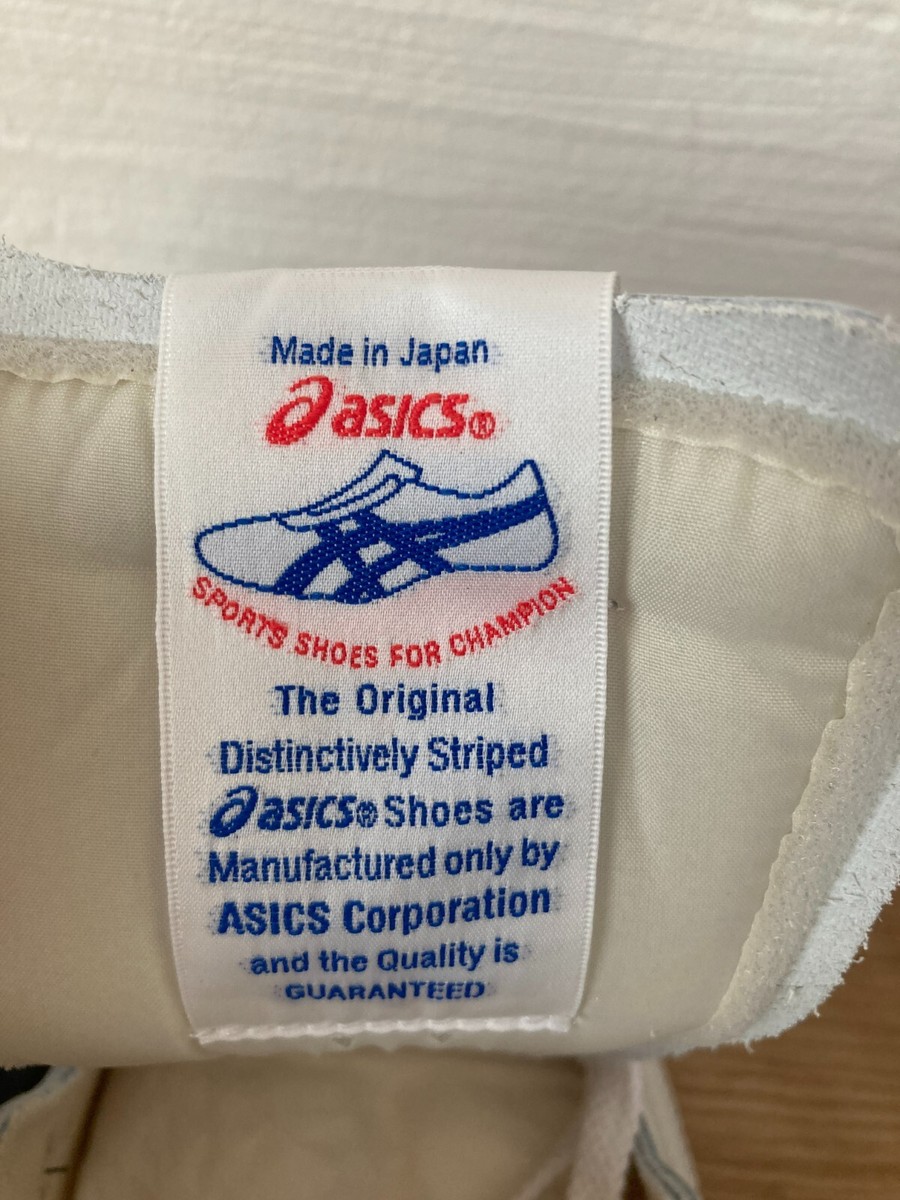 Made in Japan
asics®
SPORTS SHOES FOR CHAMPION
The Original
Distinctively Striped
asics® Shoes are
Manufactured only by
ASICS Corporation
and the Quality is
GUARANTEED